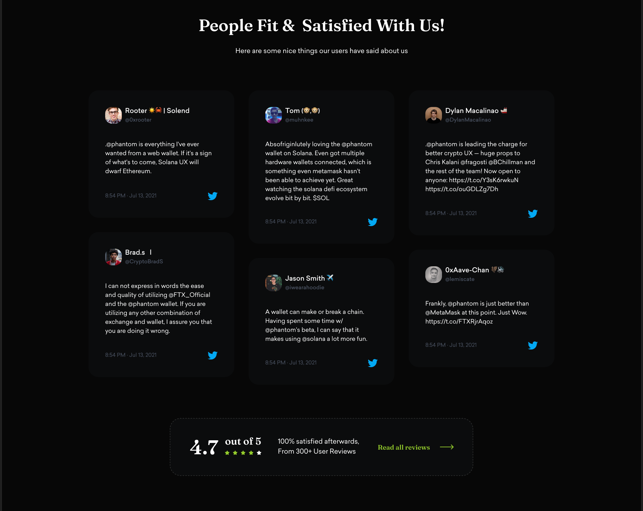 People Fit & Satisfied With Us!
Here are some nice things our users have said about us
Rooter | Solend
@0xrooter
.@phantom is everything I've ever
wanted from a web wallet. If it's a sign
of what's to come, Solana UX will
dwarf Ethereum.
8:54 PM · Jul 13, 2021
Brad.s |
@CryptoBradS
I can not express in words the ease
and quality of utilizing @FTX_Official
and the @phantom wallet. If you are
utilizing any other combination of
exchange and wallet, I assure you that
you are doing it wrong.
8:54 PM · Jul 13, 2021
Tom (🐵,🐵)
@muhnkee
Absofriginlutely loving the @phantom
wallet on Solana. Even got multiple
hardware wallets connected, which is
something even metamask hasn't
been able to achieve yet. Great
watching the solana defi ecosystem
evolve bit by bit. $SOL
8:54 PM · Jul 13, 2021
Jason Smith ✈️
@iwearahoodie
A wallet can make or break a chain.
Having spent some time w/
@phantom's beta, I can say that it
makes using @solana a lot more fun.
8:54 PM · Jul 13, 2021
Dylan Macalinao
@DylanMacalinao
.@phantom is leading the charge for
better crypto UX — huge props to
Chris Kalani @fragosti @BChillman and
the rest of the team! Now open to
anyone: https://t.co/Y3sK6rwkuN
https://t.co/ouGDLZg7Dh
8:54 PM · Jul 13, 2021
0xAave-Chan
@lemiscate
Frankly, @phantom is just better than
@MetaMask at this point. Just Wow.
https://t.co/FTXRjrAqoz
8:54 PM · Jul 13, 2021
4.7 out of 5
100% satisfied afterwards,
From 300+ User Reviews
Read all reviews